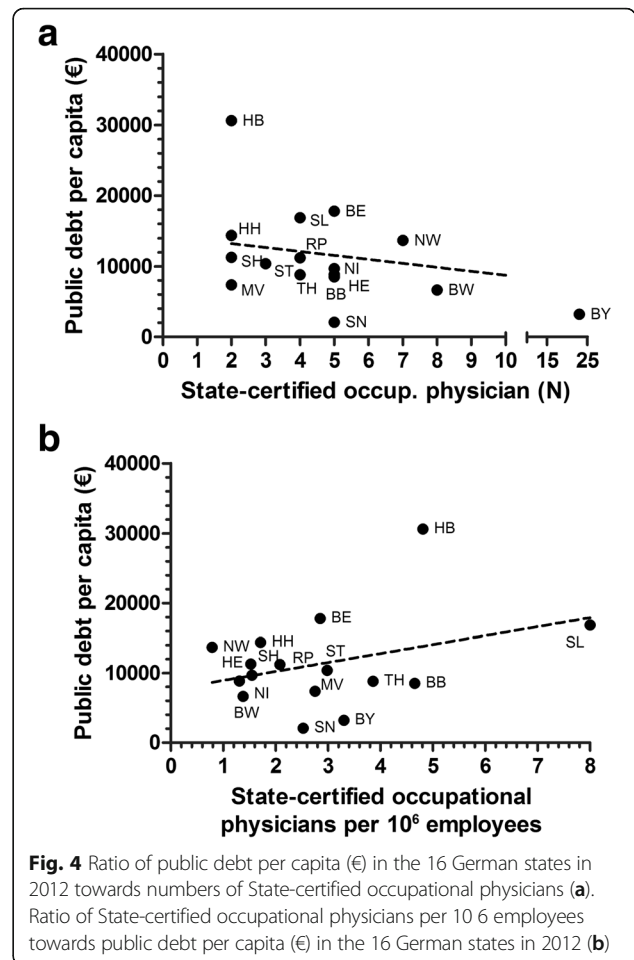 a
Public debt per capita (€)
40000
30000
20000
10000
0
HB
BE
SL
HH
NW
RP
SH
ST
NI
MV
TH
HE
BB
BW
SN
BY
0 1 2 3 4 5 6 7 8 9 10 15 25
State-certified occup. physician (N)
b
Public debt per capita (€)
40000
30000
20000
10000
0
HB
BE
SL
NW
HH
ST
HE
SH
RP
MV
TH
BB
NI
BW
SN
BY
0 1 2 3 4 5 6 7 8
State-certified occupational
physicians per 10⁶ employees
Fig. 4 Ratio of public debt per capita (€) in the 16 German states in
2012 towards numbers of State-certified occupational physicians (a).
Ratio of State-certified occupational physicians per 10 6 employees
towards public debt per capita (€) in the 16 German states in 2012 (b)